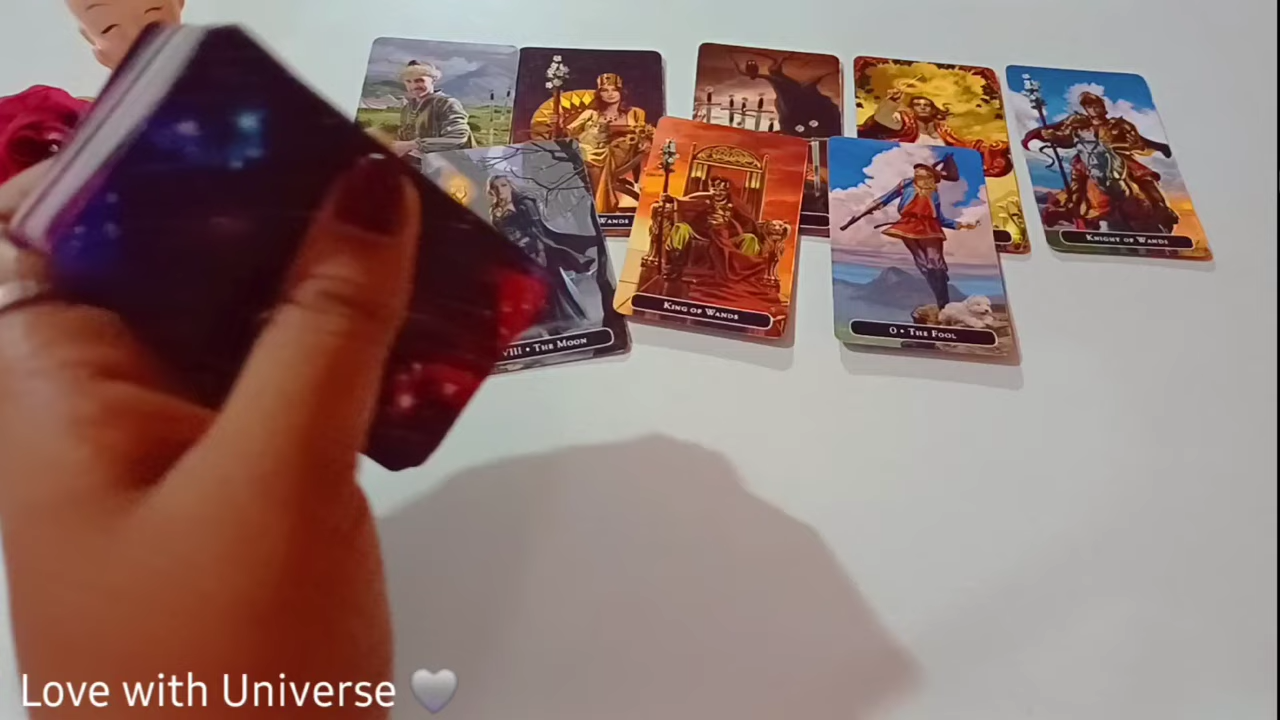 WANDS
KNIGHT OF WANDS
KING OF WANDS
0 • THE FOOL
VIII • THE MOON
Love with Universe 🤍